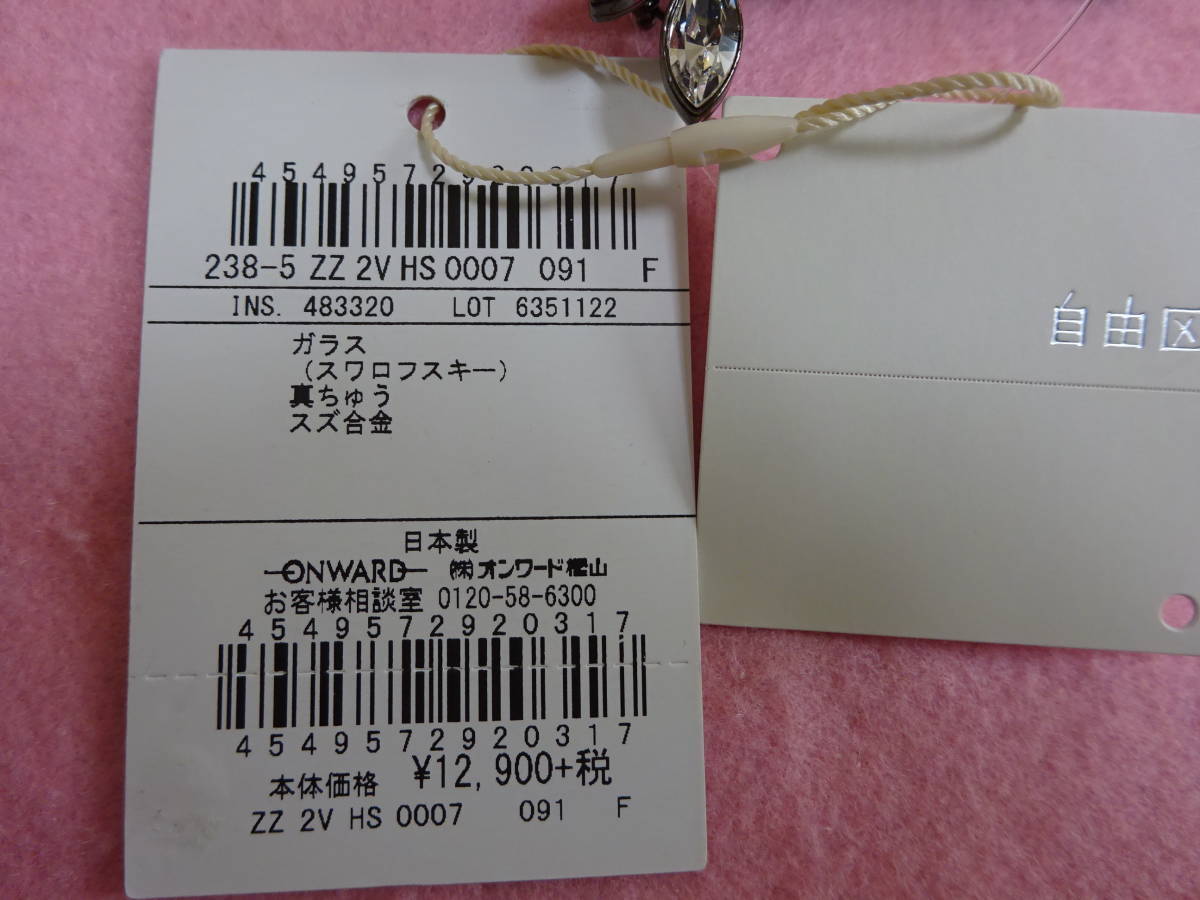 4549572920317
238-5 ZZ 2V HS 0007 091 F
INS. 483320 LOT 6351122
ガラス
(スワロフスキー)
真ちゅう
スズ合金
日本製
ONWARD ㈱オンワード樫山
お客様相談室 0120-58-6300
4549572920317
4549572920317
本体価格 ¥12,900+税
ZZ 2V HS 0007 091 F
自由区